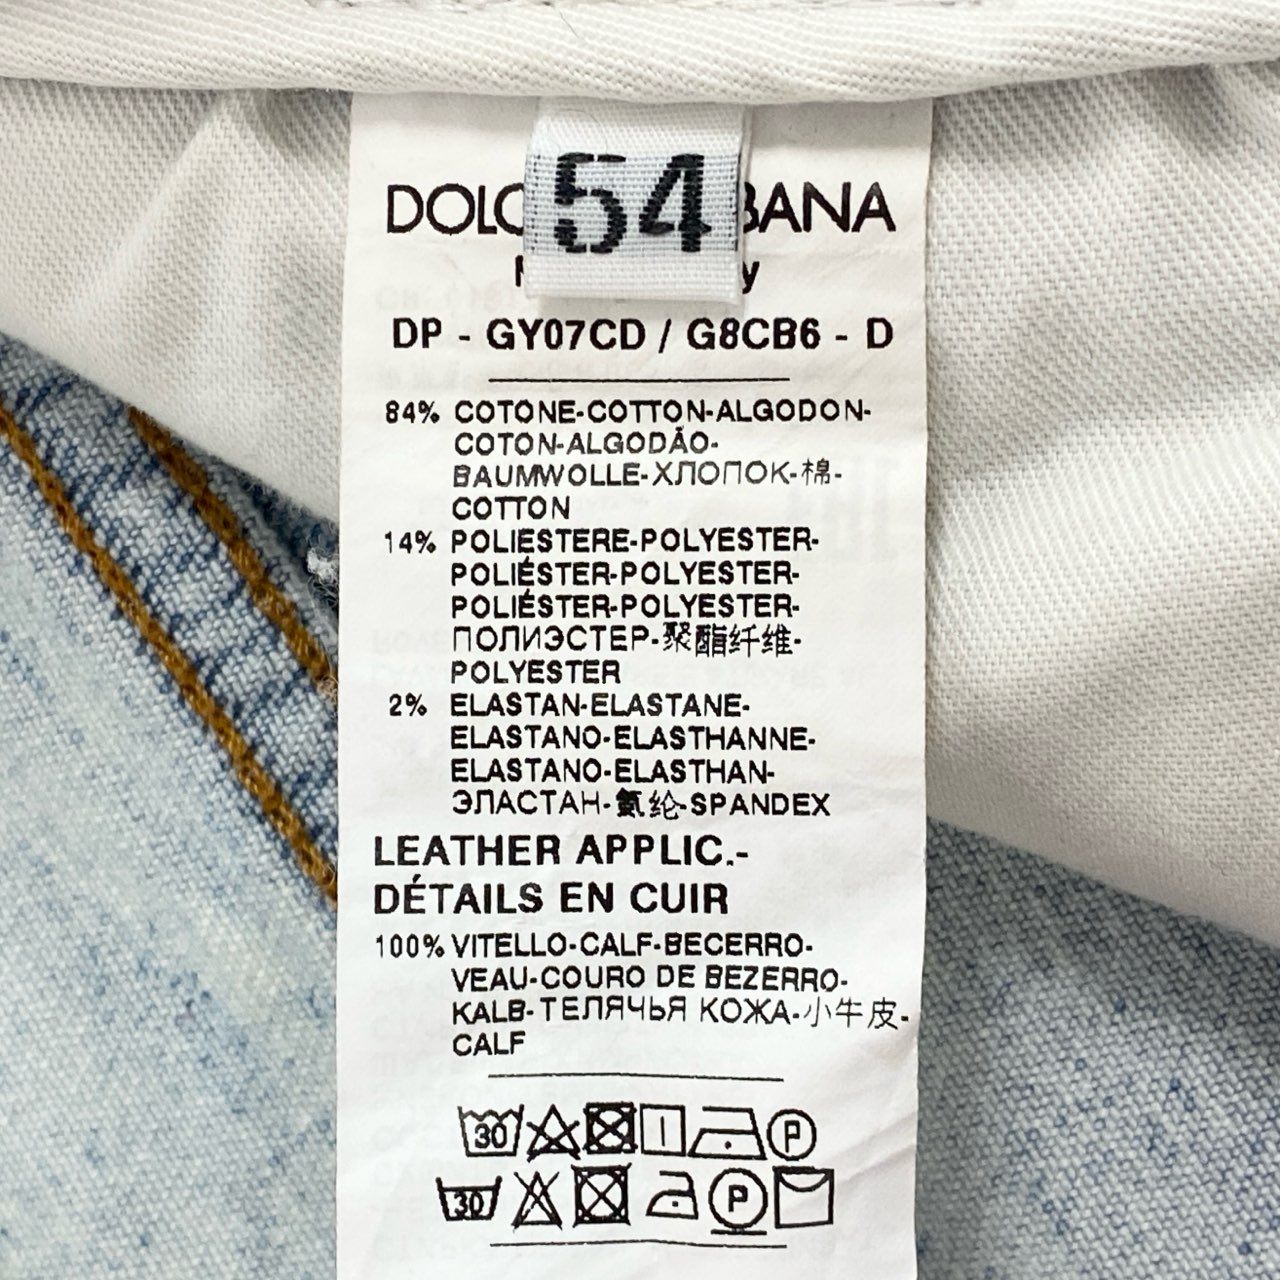 54
DP - GY07CD / G8CB6 - D
84% COTONE-COTTON-ALGODON-
COTON-ALGODÃO-
BAUMWOLLE-ХЛОПОК-棉-
COTTON
14% POLIESTERE-POLYESTER-
POLIÉSTER-POLYESTER-
POLIÉSTER-POLYESTER-
ПОЛИЭСТЕР-聚酯纤维-
POLYESTER
2% ELASTAN-ELASTANE-
ELASTANO-ELASTHANNE-
ELASTANO-ELASTHAN-
ЭЛАСТАН-氨纶-SPANDEX
LEATHER APPLIC.-
DÉTAILS EN CUIR
100% VITELLO-CALF-BECERRO-
VEAU-COURO DE BEZERRO-
KALB-ТЕЛЯЧЬЯ КОЖА-小牛皮-
CALF
30 P
30 P